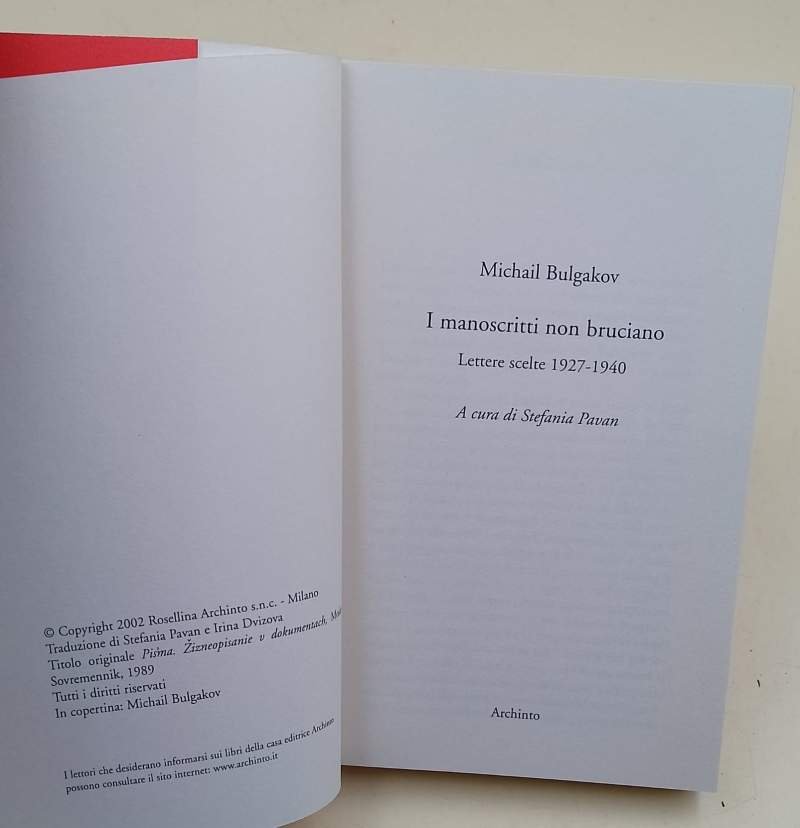 © Copyright 2002 Rosellina Archinto s.n.c. - Milano
Traduzione di Stefania Pavan e Irina Dvizova
Titolo originale Pis'ma. Žizneopisanie v dokumentach,
Sovremennik, 1989
Tutti i diritti riservati
In copertina: Michail Bulgakov
I lettori che desiderano informarsi sui libri della casa editrice Archinto
possono consultare il sito internet: www.archinto.it
Michail Bulgakov
I manoscritti non bruciano
Lettere scelte 1927-1940
A cura di Stefania Pavan
Archinto